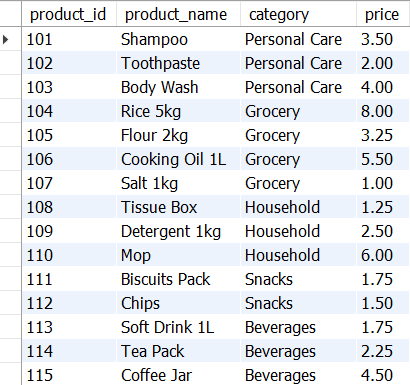 product_id product_name category price
101 Shampoo Personal Care 3.50
102 Toothpaste Personal Care 2.00
103 Body Wash Personal Care 4.00
104 Rice 5kg Grocery 8.00
105 Flour 2kg Grocery 3.25
106 Cooking Oil 1L Grocery 5.50
107 Salt 1kg Grocery 1.00
108 Tissue Box Household 1.25
109 Detergent 1kg Household 2.50
110 Mop Household 6.00
111 Biscuits Pack Snacks 1.75
112 Chips Snacks 1.50
113 Soft Drink 1L Beverages 1.75
114 Tea Pack Beverages 2.25
115 Coffee Jar Beverages 4.50